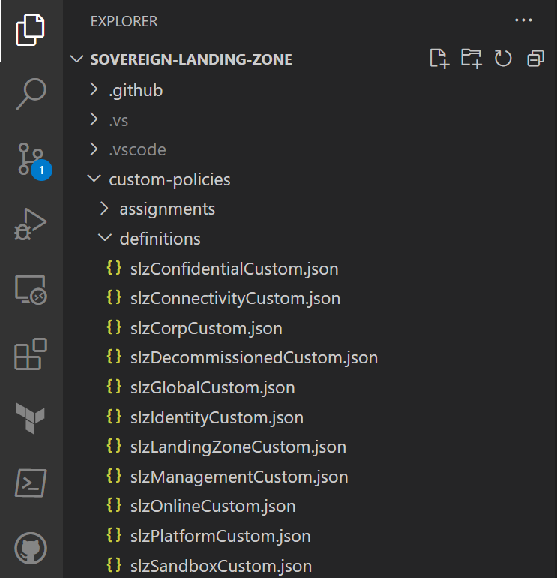 EXPLORER
SOVEREIGN-LANDING-ZONE
.github
.vs
.vscode
1
custom-policies
assignments
definitions
{} slzConfidentialCustom.json
{} slzConnectivityCustom.json
{} slzCorpCustom.json
{} slzDecommissionedCustom.json
{} slzGlobalCustom.json
{} slzIdentityCustom.json
{} slzLandingZoneCustom.json
{} slzManagementCustom.json
{} slzOnlineCustom.json
{} slzPlatformCustom.json
{} slzSandboxCustom.json